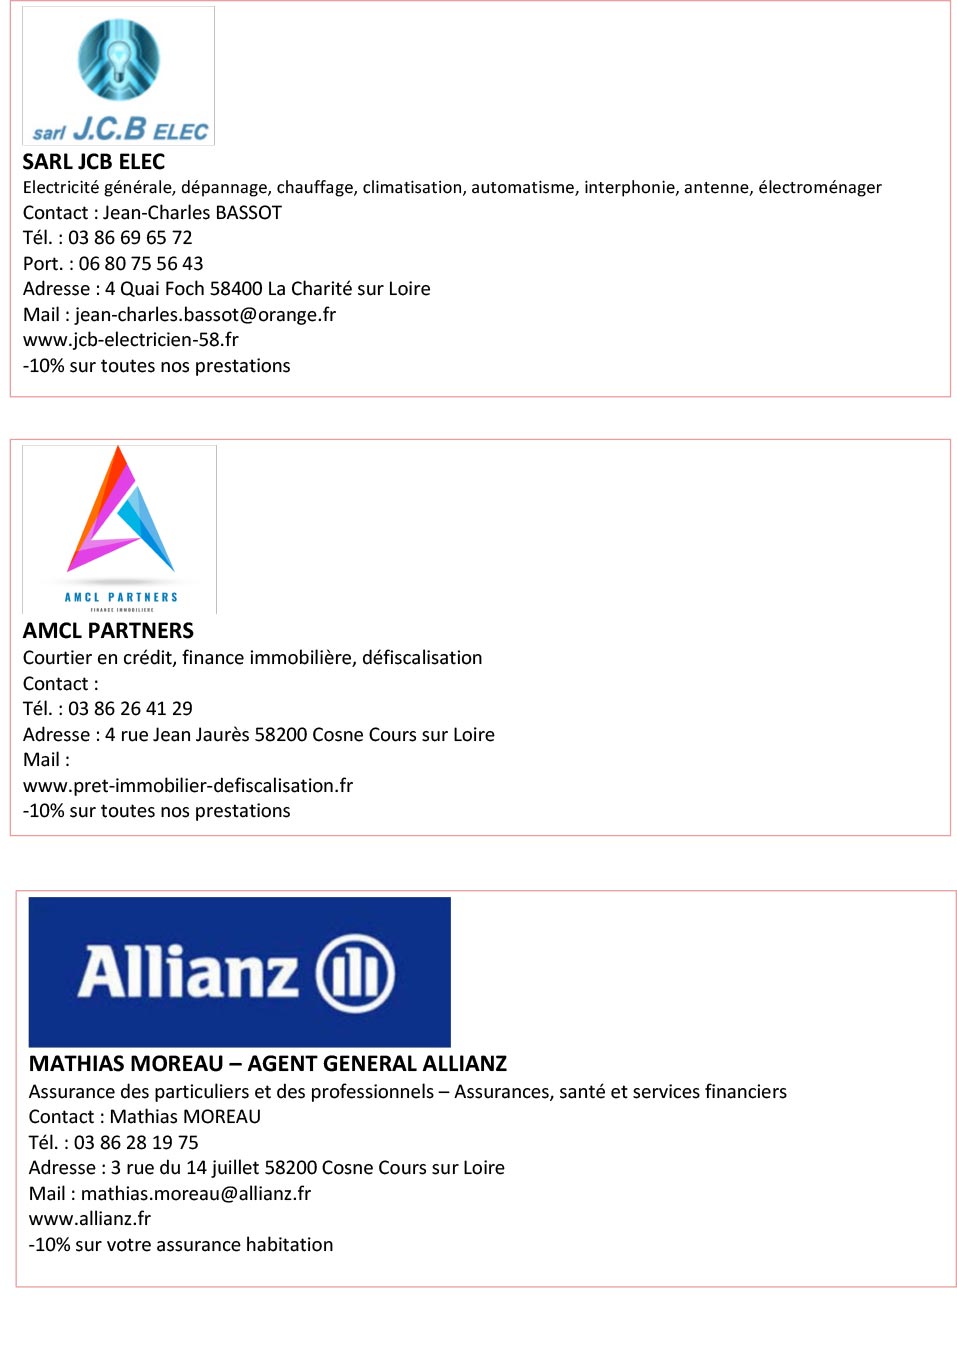 sarl J.C.B ELEC
SARL JCB ELEC
Electricité générale, dépannage, chauffage, climatisation, automatisme, interphonie, antenne, électroménager
Contact : Jean-Charles BASSOT
Tél. : 03 86 69 65 72
Port. : 06 80 75 56 43
Adresse : 4 Quai Foch 58400 La Charité sur Loire
Mail : jean-charles.bassot@orange.fr
www.jcb-electricien-58.fr
-10% sur toutes nos prestations
AMCL PARTNERS
FINANCE IMMOBILIERE
AMCL PARTNERS
Courtier en crédit, finance immobilière, défiscalisation
Contact :
Tél. : 03 86 26 41 29
Adresse : 4 rue Jean Jaurès 58200 Cosne Cours sur Loire
Mail :
www.pret-immobilier-defiscalisation.fr
-10% sur toutes nos prestations
Allianz
MATHIAS MOREAU – AGENT GENERAL ALLIANZ
Assurance des particuliers et des professionnels – Assurances, santé et services financiers
Contact : Mathias MOREAU
Tél. : 03 86 28 19 75
Adresse : 3 rue du 14 juillet 58200 Cosne Cours sur Loire
Mail : mathias.moreau@allianz.fr
www.allianz.fr
-10% sur votre assurance habitation